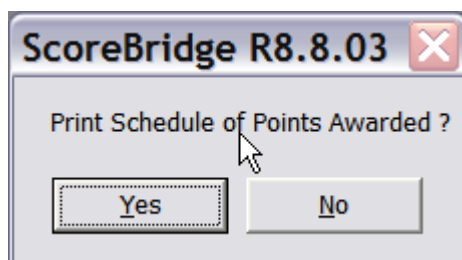 ScoreBridge R8.8.03
Print Schedule of Points Awarded ?
Yes No